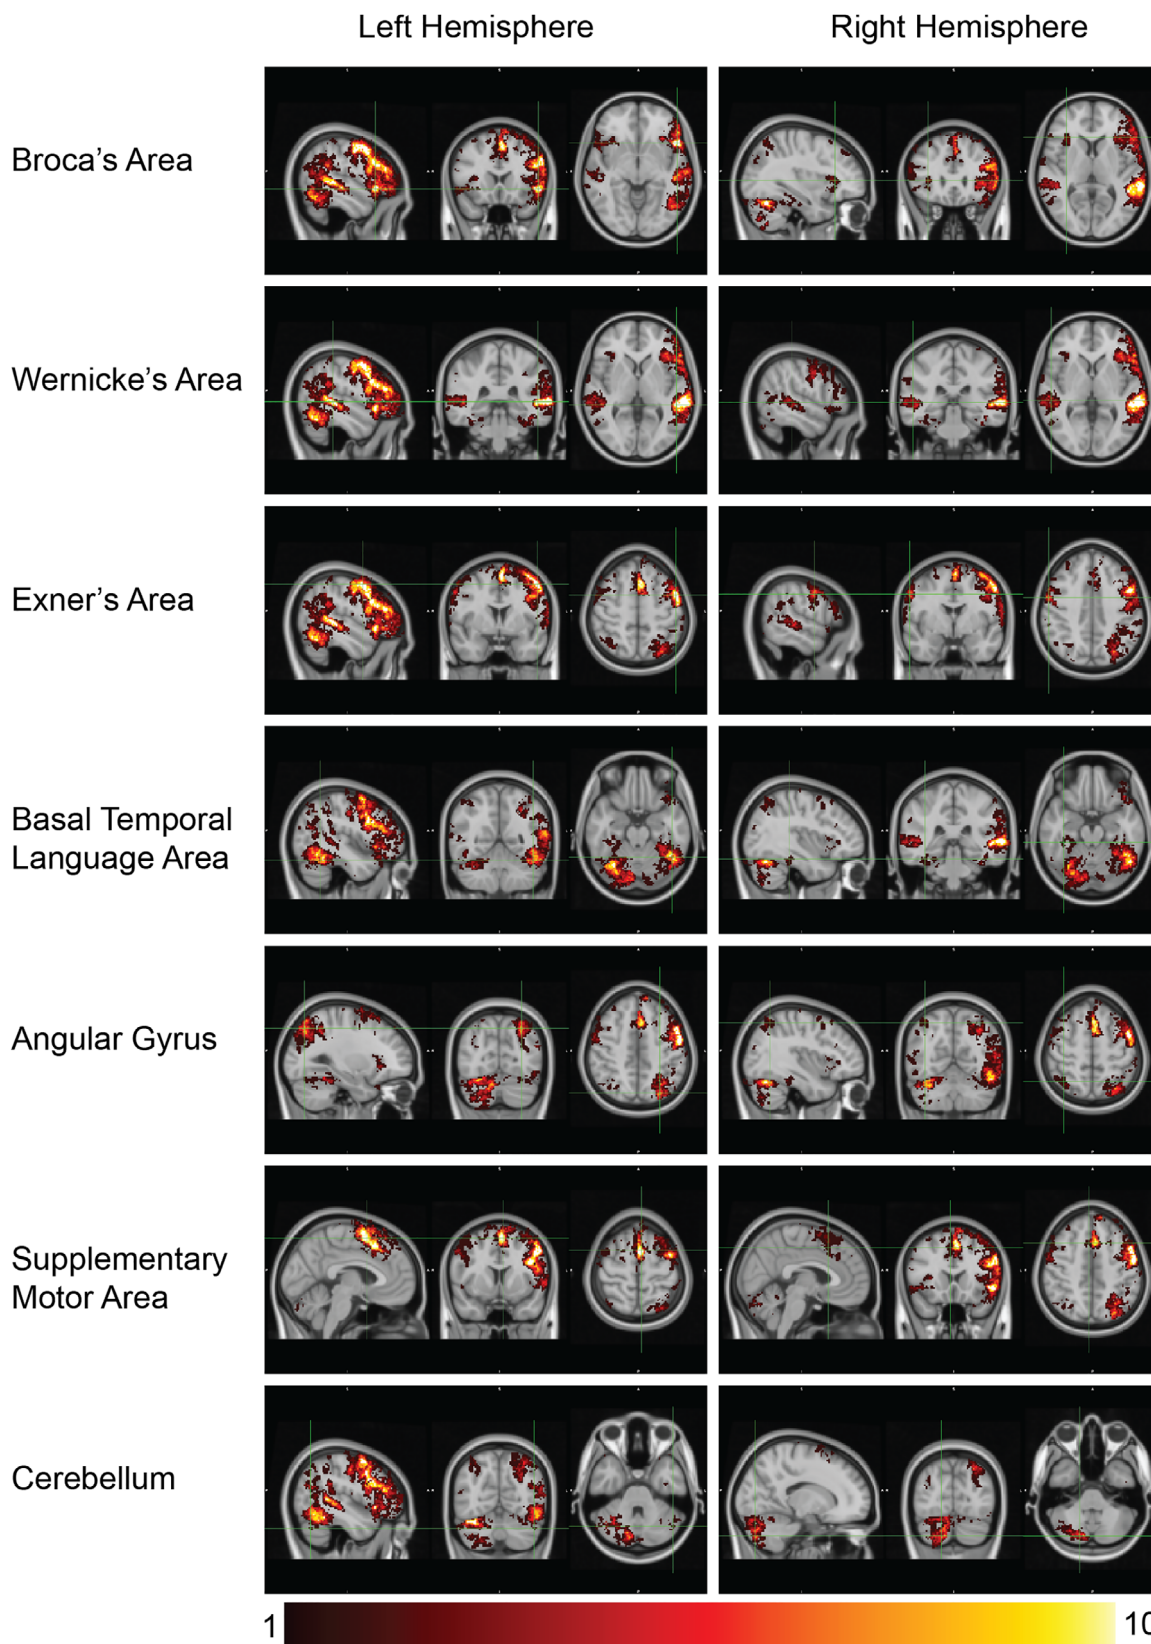 Left Hemisphere Right Hemisphere
Broca's Area
Wernicke's Area
Exner's Area
Basal Temporal
Language Area
Angular Gyrus
Supplementary
Motor Area
Cerebellum
1 10